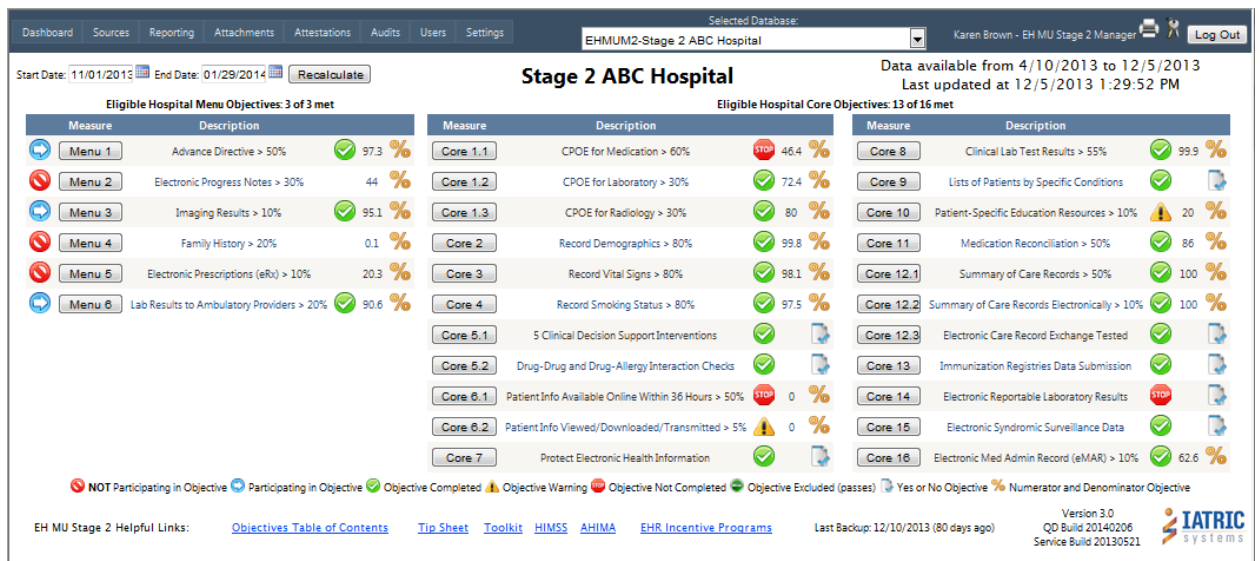 Selected Database:
Dashboard Sources Reporting Attachments Attestations Audits Users Settings EHMUM2-Stage 2 ABC Hospital Karen Brown - EH MU Stage 2 Manager Log Out
Start Date: 11/01/2013 End Date: 01/29/2014 Recalculate Stage 2 ABC Hospital Data available from 4/10/2013 to 12/5/2013
Last updated at 12/5/2013 1:29:52 PM
Eligible Hospital Menu Objectives: 3 of 3 met Eligible Hospital Core Objectives: 13 of 16 met
Measure Description Measure Description Measure Description
Menu 1 Advance Directive > 50% 97.3 % Core 1.1 CPOE for Medication > 60% STOP 46.4 % Core 8 Clinical Lab Test Results > 55% 99.9 %
Menu 2 Electronic Progress Notes > 30% 44 % Core 1.2 CPOE for Laboratory > 30% 72.4 % Core 9 Lists of Patients by Specific Conditions
Menu 3 Imaging Results > 10% 95.1 % Core 1.3 CPOE for Radiology > 30% 80 % Core 10 Patient-Specific Education Resources > 10% 20 %
Menu 4 Family History > 20% 0.1 % Core 2 Record Demographics > 80% 99.8 % Core 11 Medication Reconciliation > 50% 86 %
Menu 5 Electronic Prescriptions (eRx) > 10% 20.3 % Core 3 Record Vital Signs > 80% 98.1 % Core 12.1 Summary of Care Records > 50% 100 %
Menu 6 Lab Results to Ambulatory Providers > 20% 90.6 % Core 4 Record Smoking Status > 80% 97.5 % Core 12.2 Summary of Care Records Electronically > 10% 100 %
Core 5.1 5 Clinical Decision Support Interventions Core 12.3 Electronic Care Record Exchange Tested
Core 5.2 Drug-Drug and Drug-Allergy Interaction Checks Core 13 Immunization Registries Data Submission
Core 6.1 Patient Info Available Online Within 36 Hours > 50% STOP 0 % Core 14 Electronic Reportable Laboratory Results STOP
Core 6.2 Patient Info Viewed/Downloaded/Transmitted > 5% 0 % Core 15 Electronic Syndromic Surveillance Data
Core 7 Protect Electronic Health Information Core 16 Electronic Med Admin Record (eMAR) > 10% 62.6 %
NOT Participating in Objective Participating in Objective Objective Completed Objective Warning STOP Objective Not Completed Objective Excluded (passes) Yes or No Objective % Numerator and Denominator Objective
EH MU Stage 2 Helpful Links: Objectives Table of Contents Tip Sheet Toolkit HIMSS AHIMA EHR Incentive Programs Last Backup: 12/10/2013 (80 days ago)
Version 3.0
QD Build 20140206
Service Build 20130521
IATRIC
systems